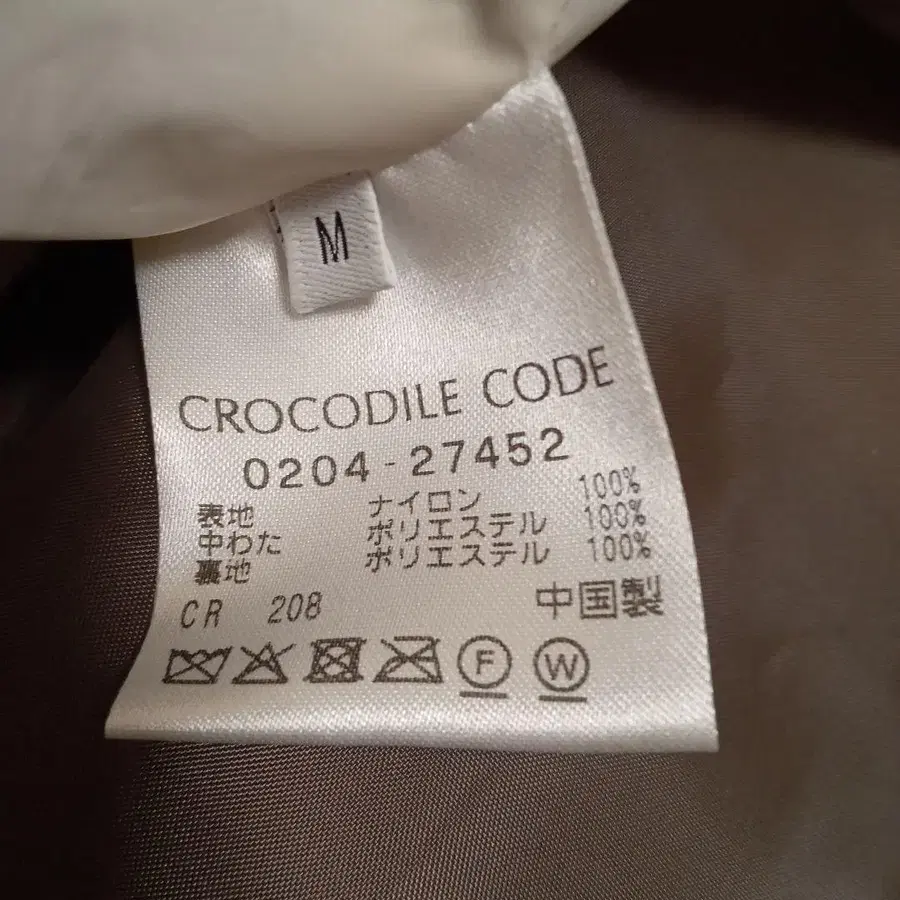 M
CROCODILE CODE
0204-27452
表地 ナイロン 100%
中わた ポリエステル 100%
裏地 ポリエステル 100%
CR 208 中国製
F W